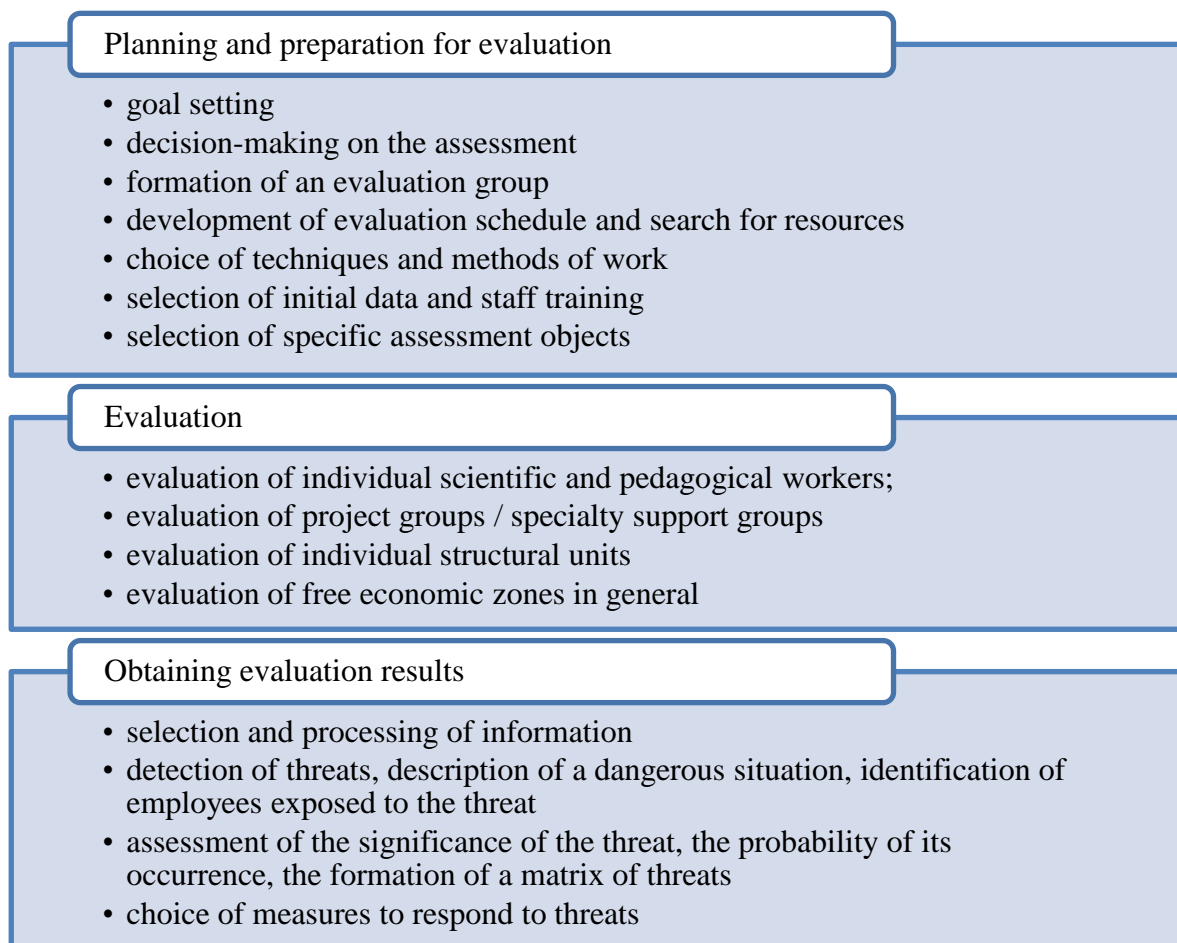 Planning and preparation for evaluation
• goal setting
• decision-making on the assessment
• formation of an evaluation group
• development of evaluation schedule and search for resources
• choice of techniques and methods of work
• selection of initial data and staff training
• selection of specific assessment objects
Evaluation
• evaluation of individual scientific and pedagogical workers;
• evaluation of project groups / specialty support groups
• evaluation of individual structural units
• evaluation of free economic zones in general
Obtaining evaluation results
• selection and processing of information
• detection of threats, description of a dangerous situation, identification of
employees exposed to the threat
• assessment of the significance of the threat, the probability of its
occurrence, the formation of a matrix of threats
• choice of measures to respond to threats